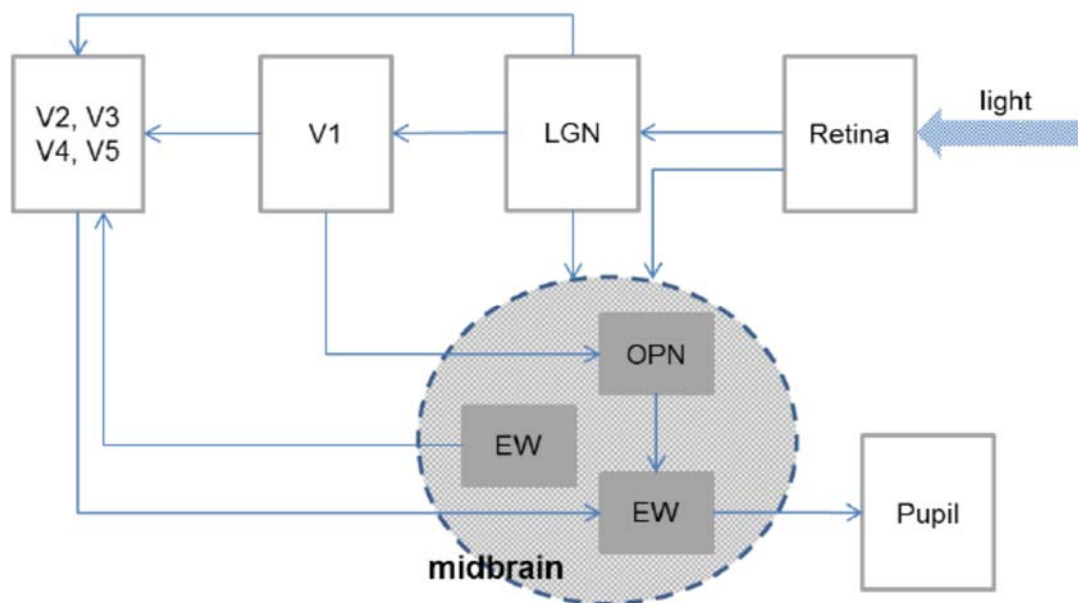 V2, V3
V4, V5
V1
LGN
Retina
light
OPN
EW
EW
Pupil
midbrain